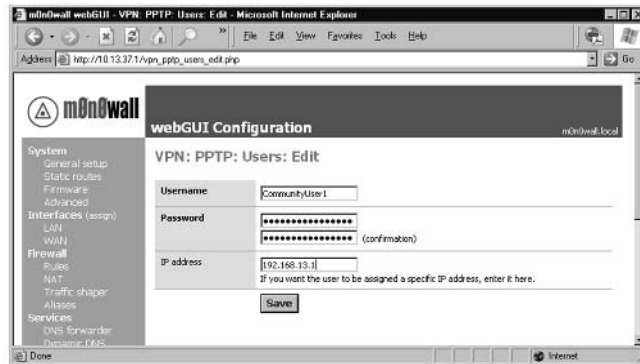 m0n0wall webGUI - VPN: PPTP: Users: Edit - Microsoft Internet Explorer
File Edit View Favorites Tools Help
Address http://10.13.37.1/vpn_pptp_users_edit.php Go
m0n0wall
webGUI Configuration
m0n0wall.local
System
General setup
Static routes
Firmware
Advanced
Interfaces (assign)
LAN
WAN
Firewall
Rules
NAT
Traffic shaper
Aliases
Services
DNS forwarder
Dynamic DNS
VPN: PPTP: Users: Edit
Username CommunityUser1
Password ••••••••••••••••
•••••••••••••••• (confirmation)
IP address 192.168.13.1
If you want the user to be assigned a specific IP address, enter it here.
Save
Done Internet